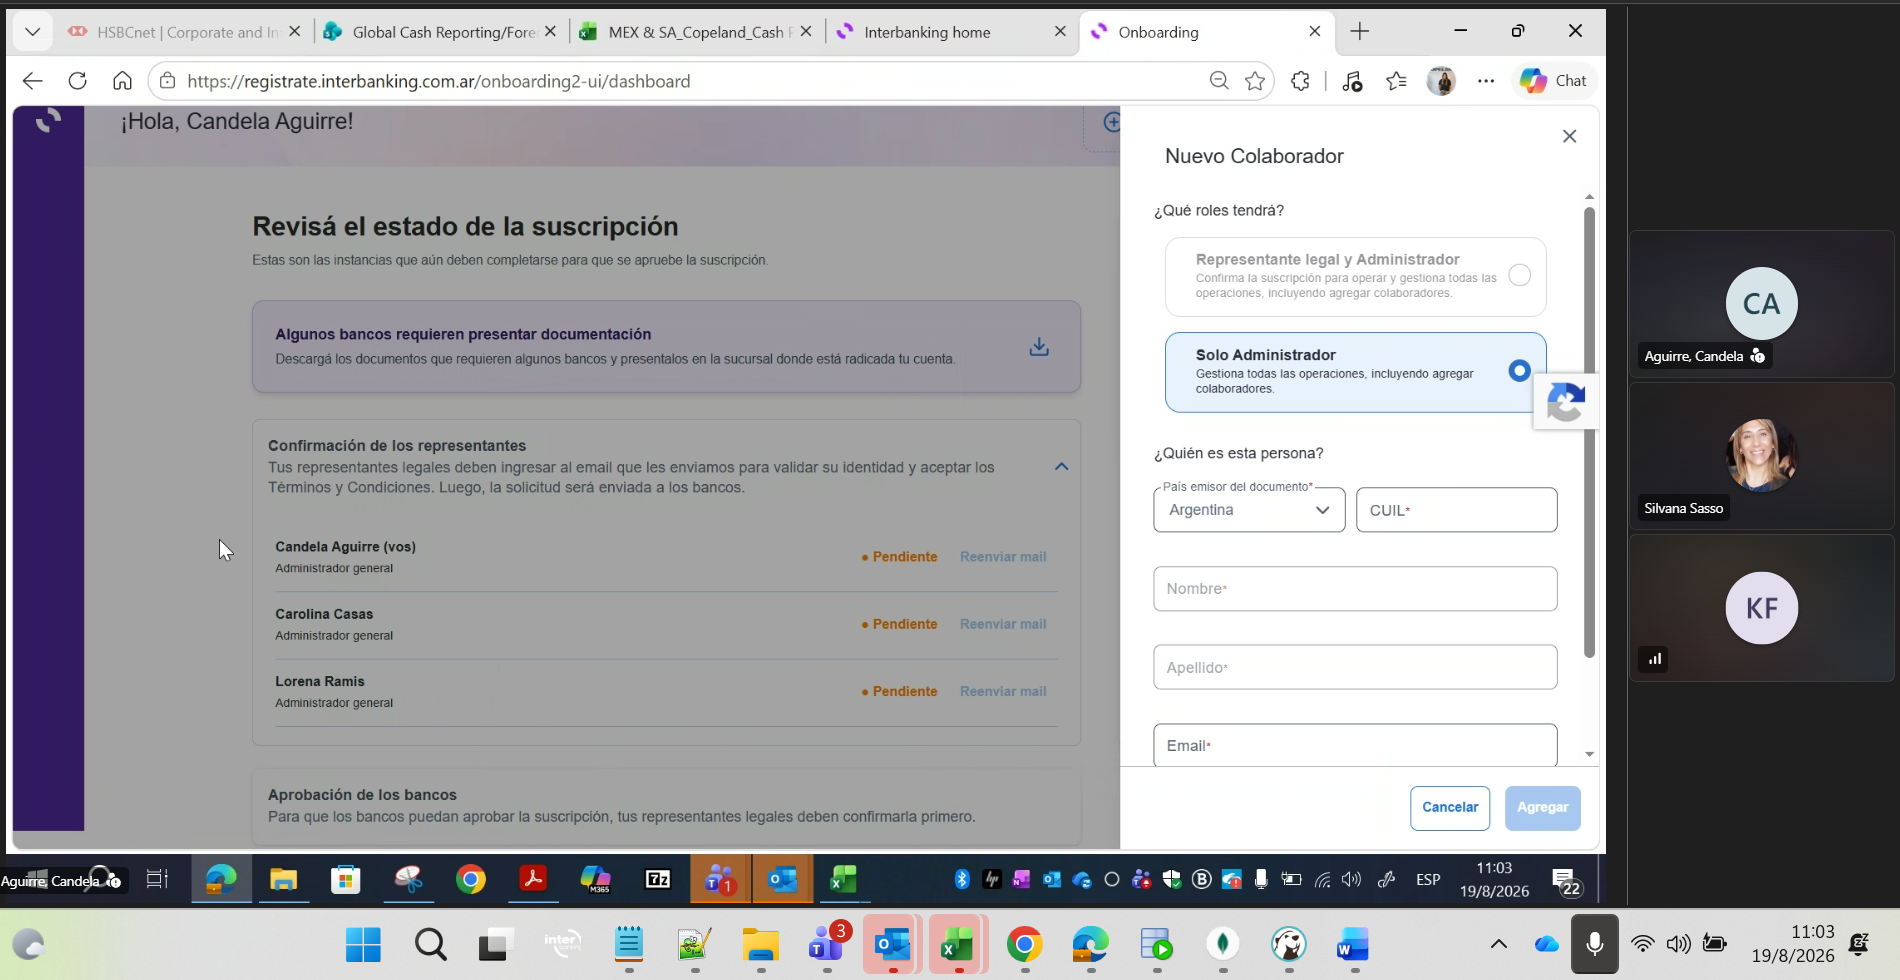 HSBCnet | Corporate and In
Global Cash Reporting/Fore
MEX & SA_Copeland_Cash F
Interbanking home
Onboarding
https://registrate.interbanking.com.ar/onboarding2-ui/dashboard
Chat
¡Hola, Candela Aguirre!
Revisá el estado de la suscripción
Estas son las instancias que aún deben completarse para que se apruebe la suscripción.
Algunos bancos requieren presentar documentación
Descargá los documentos que requieren algunos bancos y presentalos en la sucursal donde está radicada tu cuenta.
Confirmación de los representantes
Tus representantes legales deben ingresar al email que les enviamos para validar su identidad y aceptar los
Términos y Condiciones. Luego, la solicitud será enviada a los bancos.
Candela Aguirre (vos)
Administrador general
Pendiente
Reenviar mail
Carolina Casas
Administrador general
Pendiente
Reenviar mail
Lorena Ramis
Administrador general
Pendiente
Reenviar mail
Aprobación de los bancos
Para que los bancos puedan aprobar la suscripción, tus representantes legales deben confirmarla primero.
Nuevo Colaborador
¿Qué roles tendrá?
Representante legal y Administrador
Confirma la suscripción para operar y gestiona todas las
operaciones, incluyendo agregar colaboradores.
Solo Administrador
Gestiona todas las operaciones, incluyendo agregar
colaboradores.
¿Quién es esta persona?
País emisor del documento*
Argentina
CUIL*
Nombre*
Apellido*
Email*
Cancelar
Agregar
CA
Aguirre, Candela
Silvana Sasso
KF
Aguirre, Candela
M365
7z
1
ESP
11:03
19/8/2026
22
inter
banking
3
11:03
19/8/2026